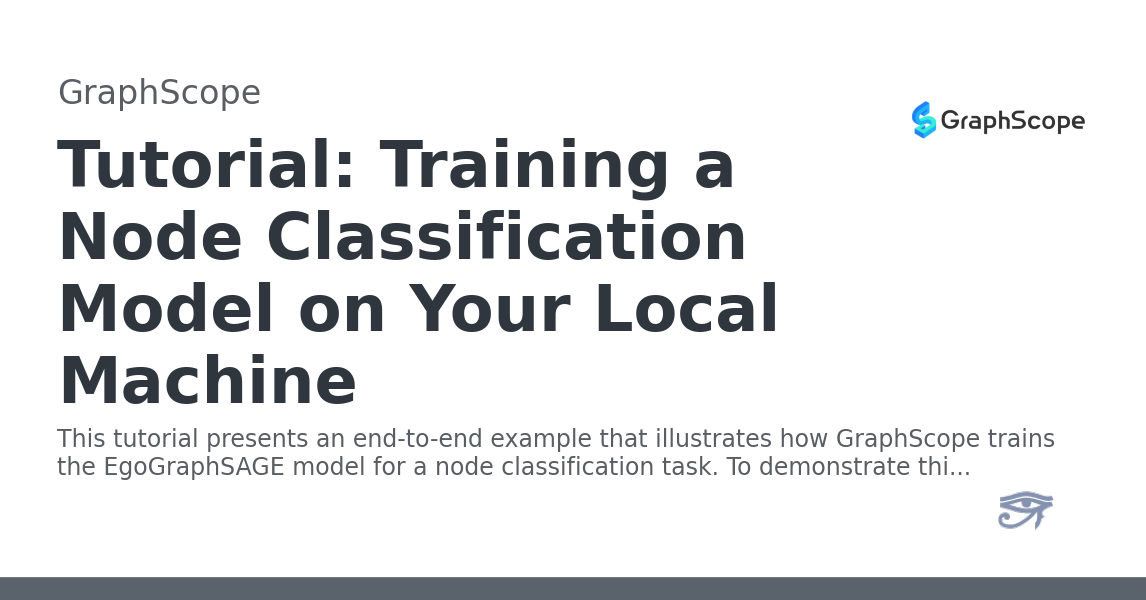 GraphScope
GraphScope
Tutorial: Training a
Node Classification
Model on Your Local
Machine
This tutorial presents an end-to-end example that illustrates how GraphScope trains
the EgoGraphSAGE model for a node classification task. To demonstrate thi...